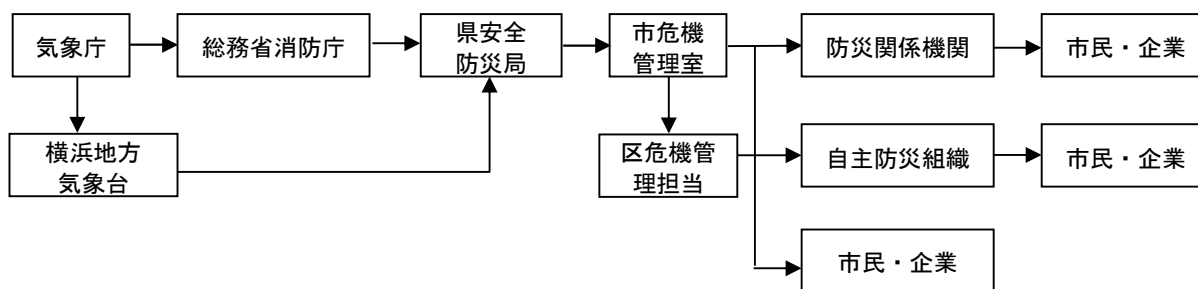 気象庁
総務省消防庁
県安全
防災局
市危機
管理室
防災関係機関
市民・企業
横浜地方
気象台
区危機管
理担当
自主防災組織
市民・企業
市民・企業